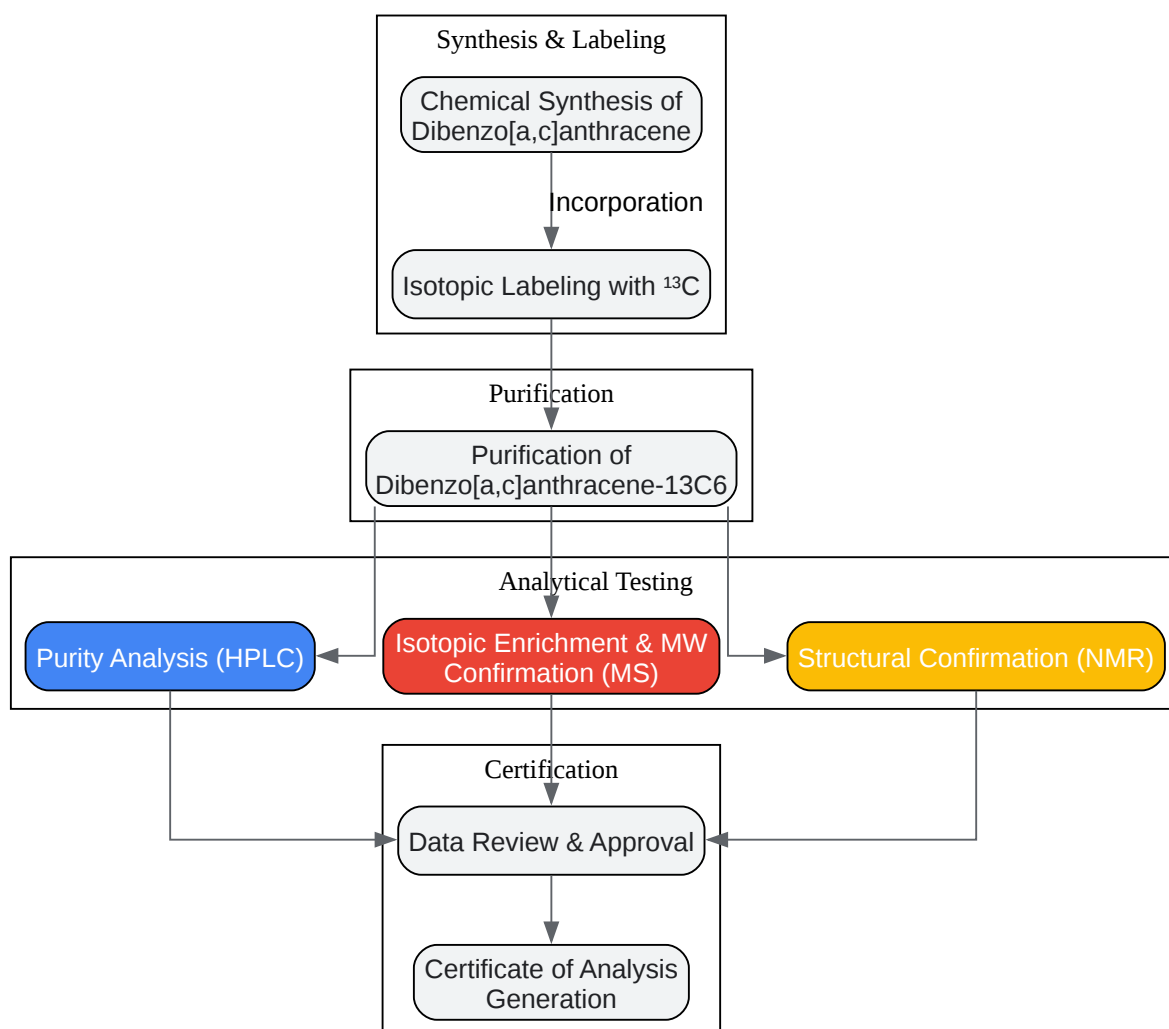 Synthesis & Labeling
Chemical Synthesis of
Dibenzo[a,c]anthracene
Incorporation
Isotopic Labeling with ¹³C
Purification
Purification of
Dibenzo[a,c]anthracene-13C6
Analytical Testing
Purity Analysis (HPLC)
Isotopic Enrichment & MW
Confirmation (MS)
Structural Confirmation (NMR)
Certification
Data Review & Approval
Certificate of Analysis
Generation